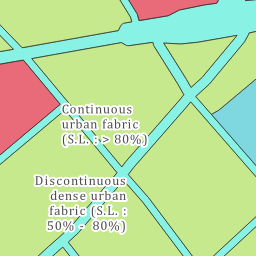 Continuous
urban fabric
(S.L. : > 80%)
Discontinuous
dense urban
fabric (S.L. :
50% - 80%)